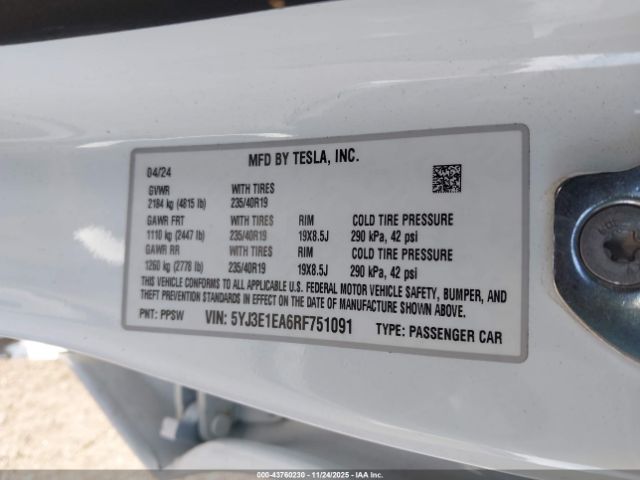 MFD BY TESLA, INC.
04/24
GVWR WITH TIRES
2184 kg (4815 lb) 235/40R19
GAWR FRT WITH TIRES RIM COLD TIRE PRESSURE
1110 kg (2447 lb) 235/40R19 19X8.5J 290 kPa, 42 psi
GAWR RR WITH TIRES RIM COLD TIRE PRESSURE
1260 kg (2778 lb) 235/40R19 19X8.5J 290 kPa, 42 psi
THIS VEHICLE CONFORMS TO ALL APPLICABLE U.S. FEDERAL MOTOR VEHICLE SAFETY, BUMPER, AND
THEFT PREVENTION STANDARDS IN EFFECT ON THE DATE OF MANUFACTURE SHOWN ABOVE.
PNT: PPSW VIN: 5YJ3E1EA6RF751091 TYPE: PASSENGER CAR
000-43760230 - 11/24/2025 - IAA Inc.